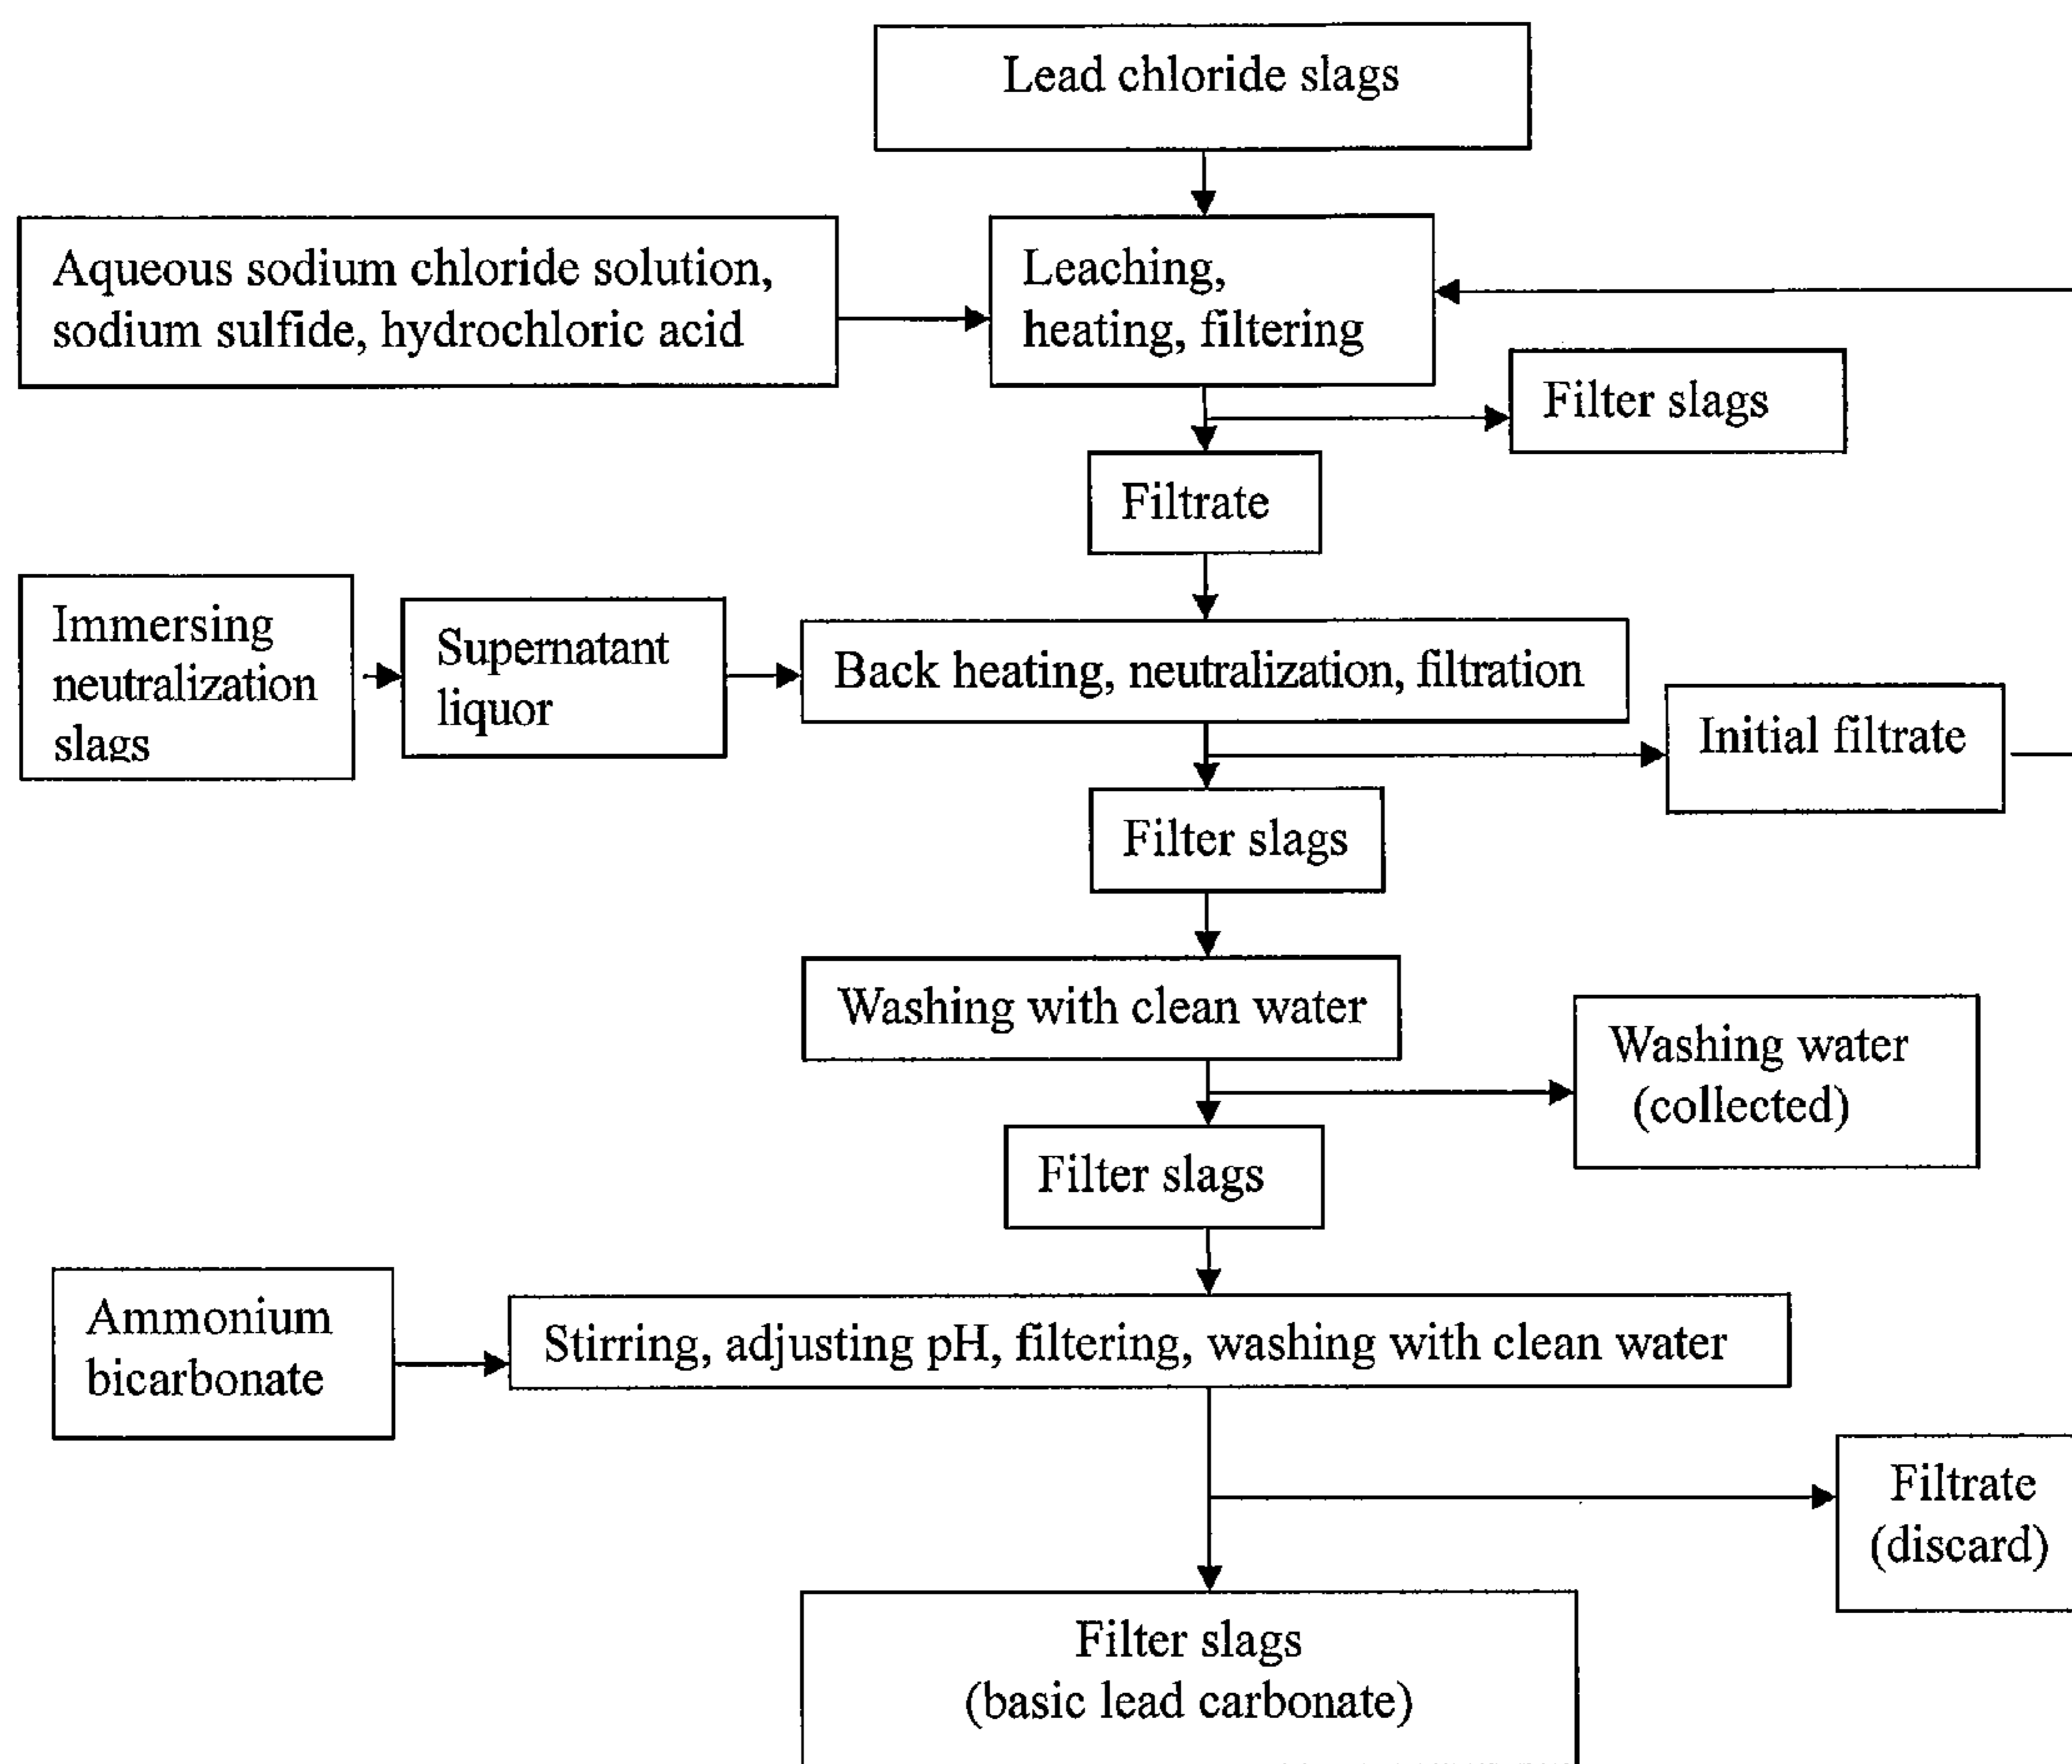 Lead chloride slags
Aqueous sodium chloride solution,
sodium sulfide, hydrochloric acid
Leaching,
heating, filtering
Filter slags
Filtrate
Immersing
neutralization
slags
Supernatant
liquor
Back heating, neutralization, filtration
Initial filtrate
Filter slags
Washing with clean water
Washing water
(collected)
Filter slags
Ammonium
bicarbonate
Stirring, adjusting pH, filtering, washing with clean water
Filtrate
(discard)
Filter slags
(basic lead carbonate)